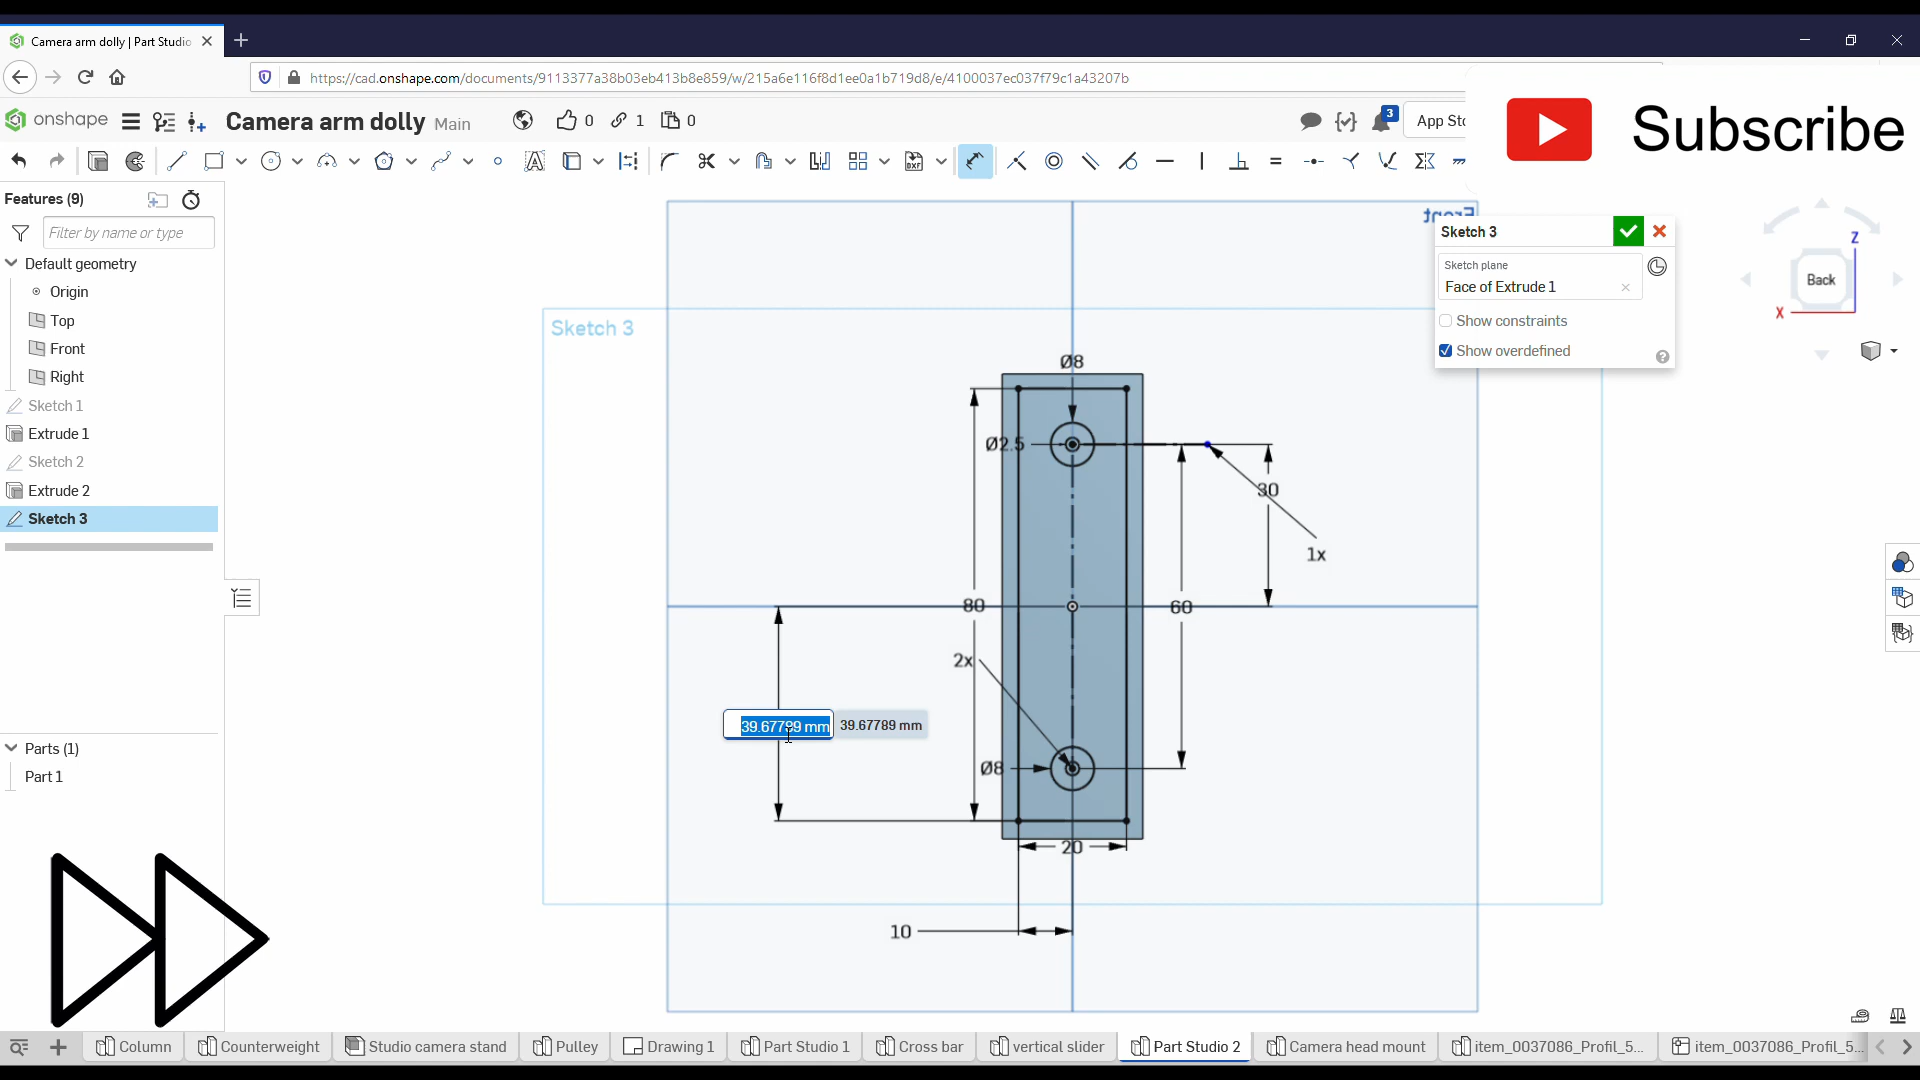 Camera arm dolly | Part Studio
https://cad.onshape.com/documents/9113377a38b03eb413b8e859/w/215a6e116f8d1ee0a1b719d8/e/4100037ec037f79c1a43207b
onshape
Camera arm dolly Main
0
1
0
3
App Sto
Subscribe
Features (9)
Filter by name or type
Default geometry
Origin
Top
Front
Right
Sketch 1
Extrude 1
Sketch 2
Extrude 2
Sketch 3
Parts (1)
Part 1
Front
Sketch 3
Sketch 3
Sketch plane
Face of Extrude 1
Show constraints
Show overdefined
Z
Back
X
Ø8
Ø2.5
30
1x
80
60
2x
39.67789 mm 39.67789 mm
Ø8
20
10
Column
Counterweight
Studio camera stand
Pulley
Drawing 1
Part Studio 1
Cross bar
vertical slider
Part Studio 2
Camera head mount
item_0037086_Profil_5...
item_0037086_Profil_5...